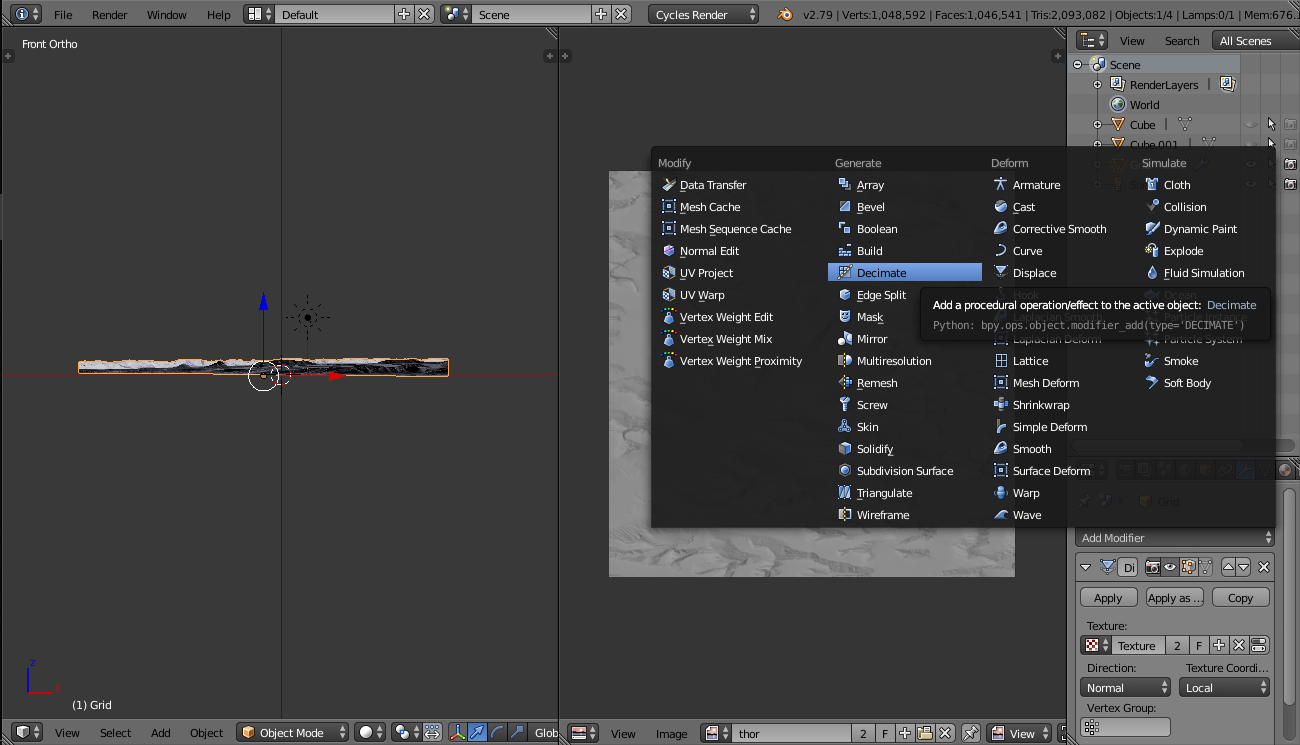 File Render Window Help Default Scene Cycles Render v2.79 | Verts:1,048,592 | Faces:1,046,541 | Tris:2,093,082 | Objects:1/4 | Lamps:0/1 | Mem:676.
Front Ortho
View Search All Scenes
Scene
RenderLayers
World
Cube
Cube.001
Modify Generate Deform Simulate
Data Transfer Array Armature Cloth
Mesh Cache Bevel Cast Collision
Mesh Sequence Cache Boolean Corrective Smooth Dynamic Paint
Normal Edit Build Curve Explode
UV Project Decimate Displace Fluid Simulation
UV Warp Edge Split Hook Ocean
Add a procedural operation/effect to the active object: Decimate
Vertex Weight Edit Mask Laplacian Smooth Particle Instance
Python: bpy.ops.object.modifier_add(type='DECIMATE')
Vertex Weight Mix Mirror Laplacian Deform Particle System
Vertex Weight Proximity Multiresolution Lattice Smoke
Remesh Mesh Deform Soft Body
Screw Shrinkwrap
Skin Simple Deform
Solidify Smooth
Subdivision Surface Surface Deform
Triangulate Warp
Wireframe Wave
Grid
Add Modifier
Di
Apply Apply as ... Copy
Texture:
Texture 2 F
Direction: Texture Coordi...
Normal Local
Vertex Group:
z
x
(1) Grid
View Select Add Object Object Mode Glob
View Image thor 2 F View